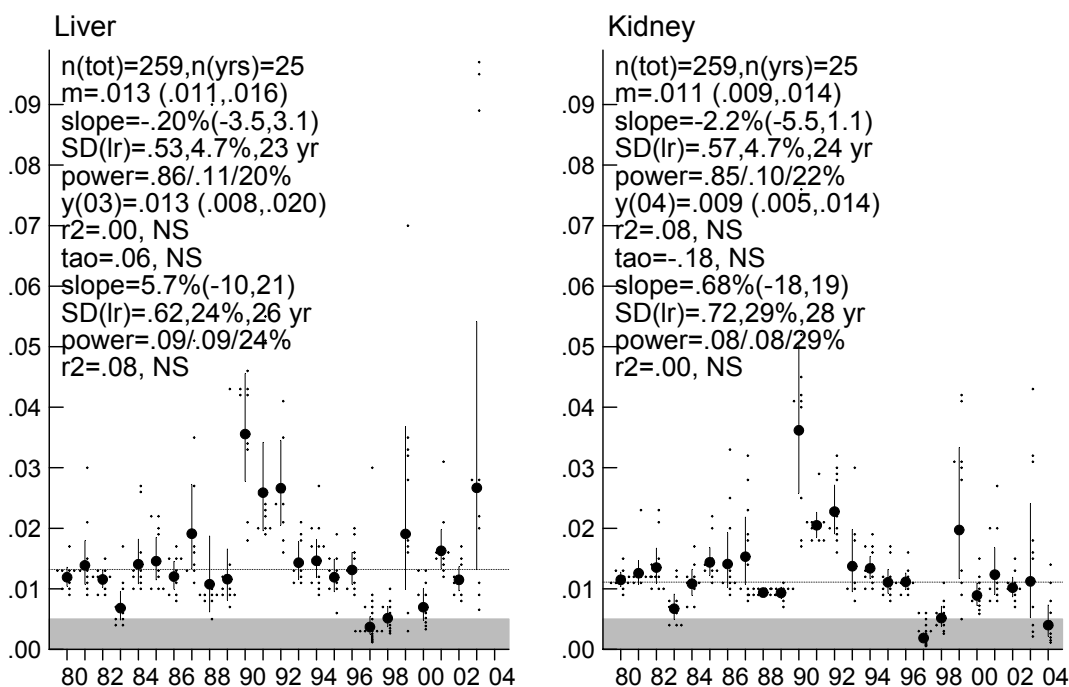 Liver
n(tot)=259,n(yrs)=25
m=.013 (.011,.016)
slope=-.20%(-3.5,3.1)
SD(lr)=.53,4.7%,23 yr
power=.86/.11/20%
y(03)=.013 (.008,.020)
r2=.00, NS
tao=.06, NS
slope=5.7%(-10,21)
SD(lr)=.62,24%,26 yr
power=.09/.09/24%
r2=.08, NS
.09
.08
.07
.06
.05
.04
.03
.02
.01
.00
80 82 84 86 88 90 92 94 96 98 00 02 04
Kidney
n(tot)=259,n(yrs)=25
m=.011 (.009,.014)
slope=-2.2%(-5.5,1.1)
SD(lr)=.57,4.7%,24 yr
power=.85/.10/22%
y(04)=.009 (.005,.014)
r2=.08, NS
tao=-.18, NS
slope=.68%(-18,19)
SD(lr)=.72,29%,28 yr
power=.08/.08/29%
r2=.00, NS
.09
.08
.07
.06
.05
.04
.03
.02
.01
.00
80 82 84 86 88 90 92 94 96 98 00 02 04